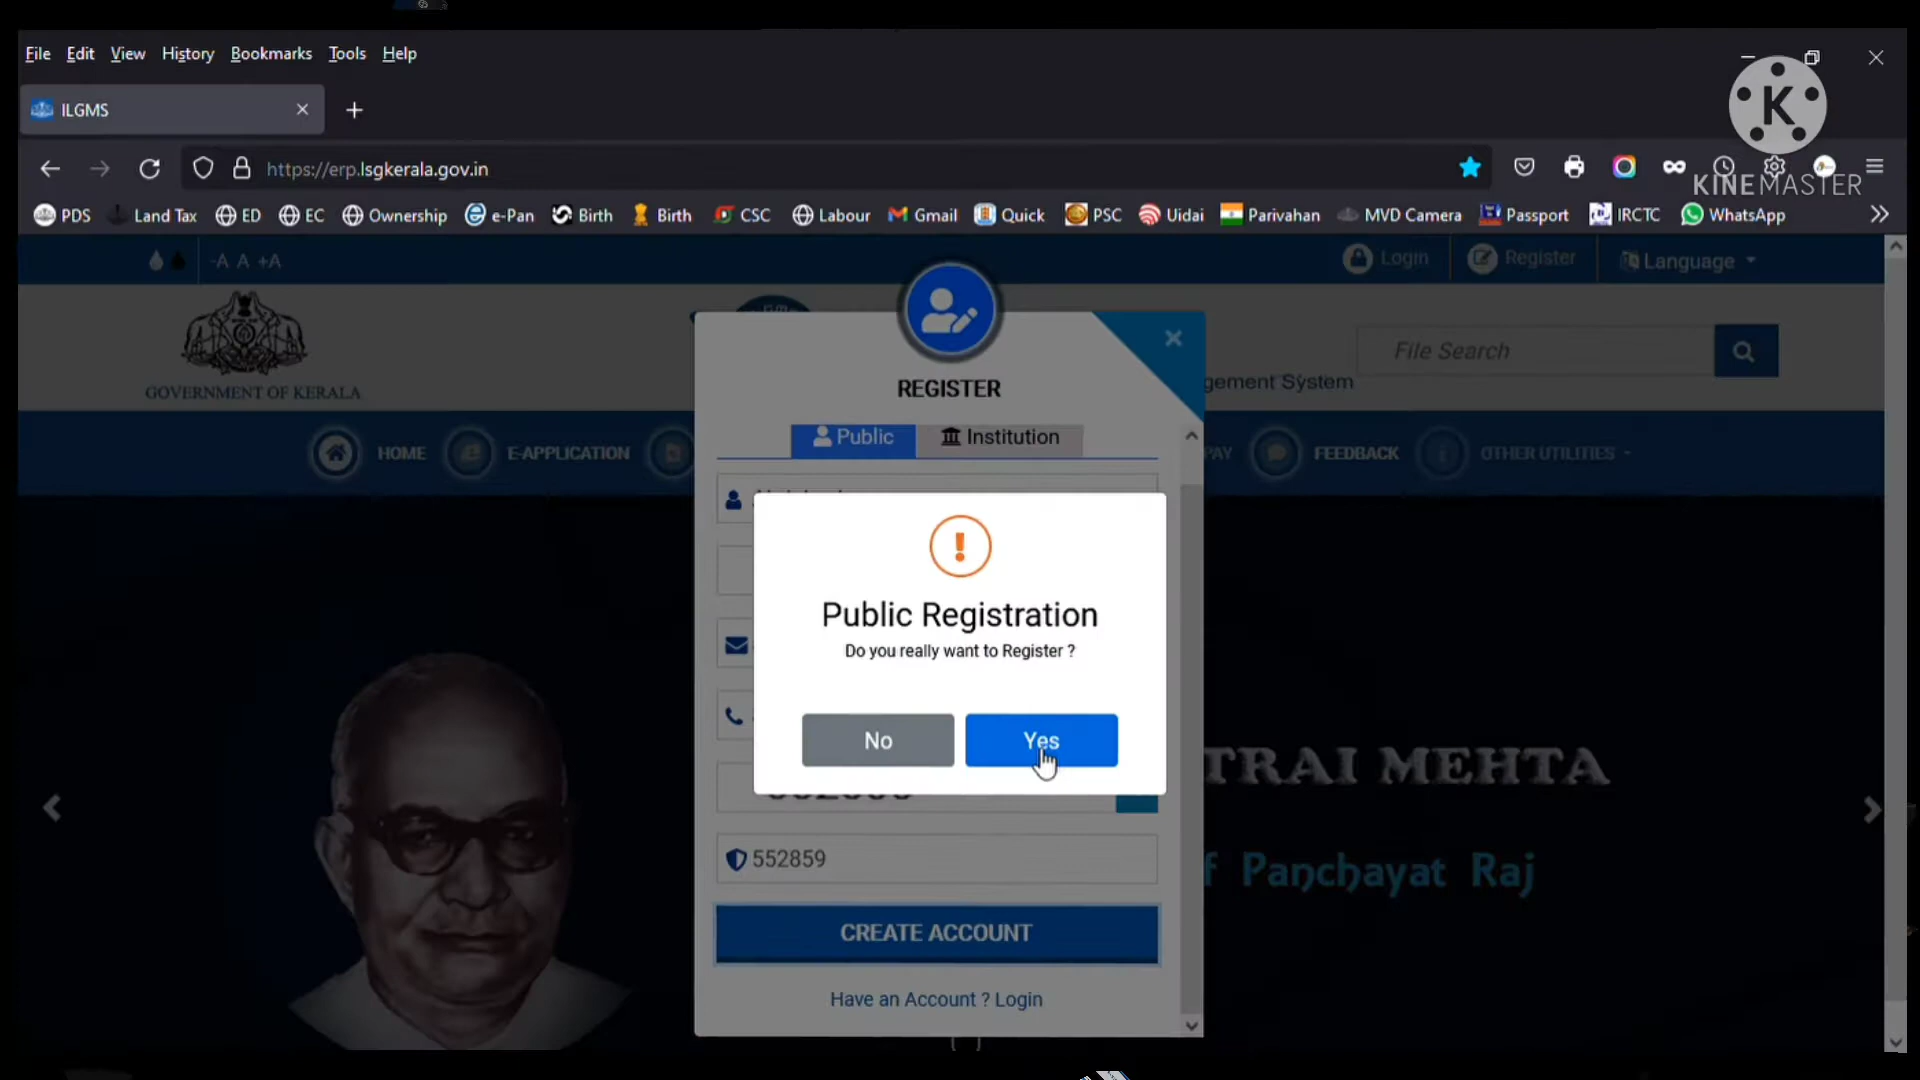 File Edit View History Bookmarks Tools Help
ILGMS
K
KINEMASTER
https://erp.lsgkerala.gov.in
PDS Land Tax ED EC Ownership e-Pan Birth Birth CSC Labour Gmail Quick PSC Uidai Parivahan MVD Camera Passport IRCTC WhatsApp
-A A +A Login Register Language
GOVERNMENT OF KERALA
gement System
File Search
REGISTER
Public Institution
HOME E-APPLICATION PAY FEEDBACK OTHER UTILITIES
Public Registration
Do you really want to Register ?
No Yes
TRAI MEHTA
552859
f Panchayat Raj
CREATE ACCOUNT
Have an Account ? Login